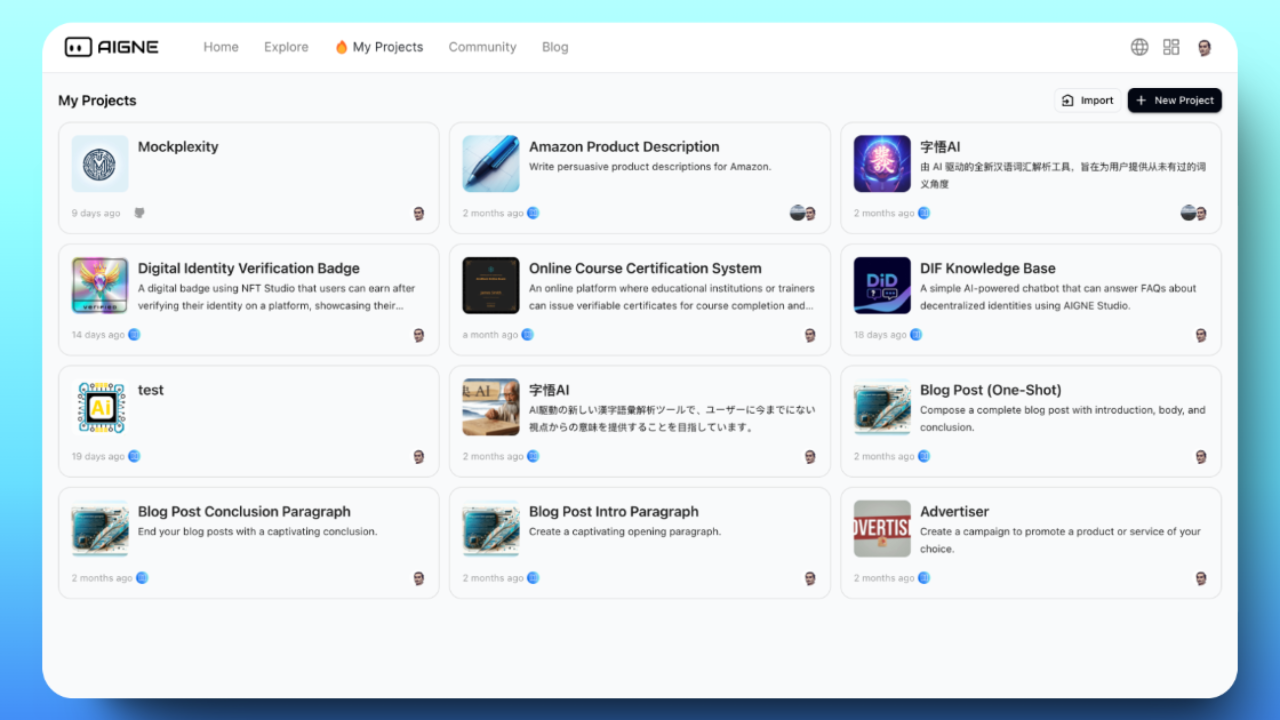 AIGNE
Home
Explore
My Projects
Community
Blog
My Projects
Import
New Project
Mockplexity
9 days ago
Amazon Product Description
Write persuasive product descriptions for Amazon.
2 months ago
字悟AI
由 AI 驱动的全新汉语词汇解析工具，旨在为用户提供从未有过的词
义角度
2 months ago
VERIFIED
Digital Identity Verification Badge
A digital badge using NFT Studio that users can earn after
verifying their identity on a platform, showcasing their...
14 days ago
Online Course Certification System
An online platform where educational institutions or trainers
can issue verifiable certificates for course completion and...
a month ago
DiD
DIF Knowledge Base
A simple AI-powered chatbot that can answer FAQs about
decentralized identities using AIGNE Studio.
18 days ago
Ai
test
19 days ago
AI
字悟AI
AI駆動の新しい漢字語彙解析ツールで、ユーザーに今までにない
視点からの意味を提供することを目指しています。
2 months ago
Blog Post (One-Shot)
Compose a complete blog post with introduction, body, and
conclusion.
2 months ago
Blog Post Conclusion Paragraph
End your blog posts with a captivating conclusion.
2 months ago
Blog Post Intro Paragraph
Create a captivating opening paragraph.
2 months ago
OVERTIS
Advertiser
Create a campaign to promote a product or service of your
choice.
2 months ago